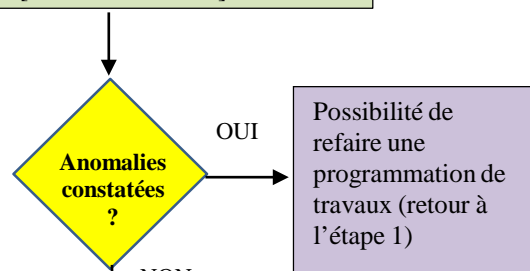 OUI
Anomalies
constatées
?
Possibilité de
refaire une
programmation de
travaux (retour à
l’étape 1)
NON